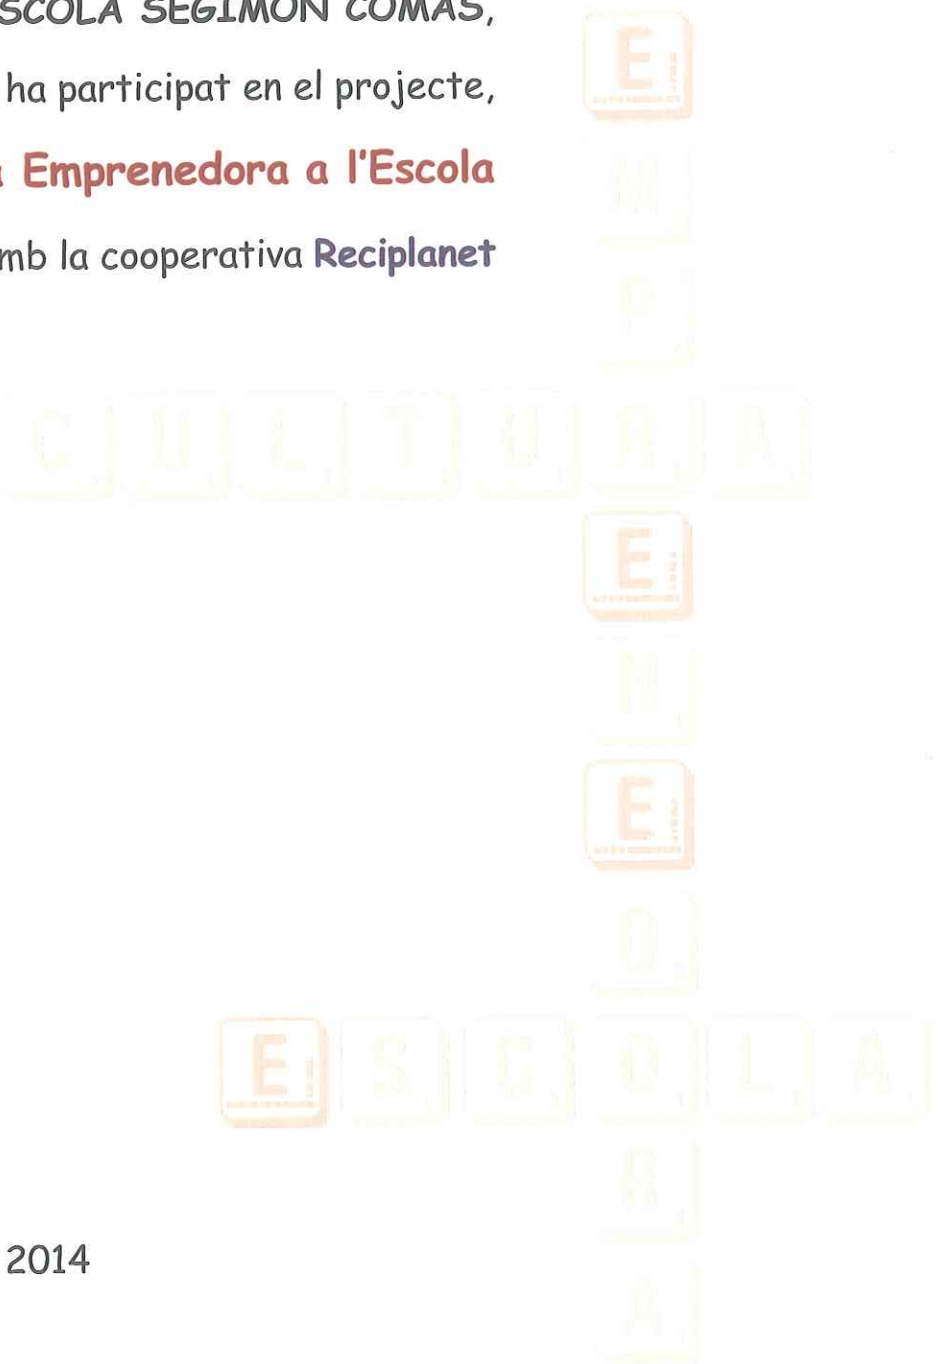 SCOLA SEGIMON COMAS,
ha participat en el projecte,
Emprenedora a l'Escola
mb la cooperativa Reciplanet
E
M
P
CULTURA
E
N
E
D
ESCOLA
R
A
2014